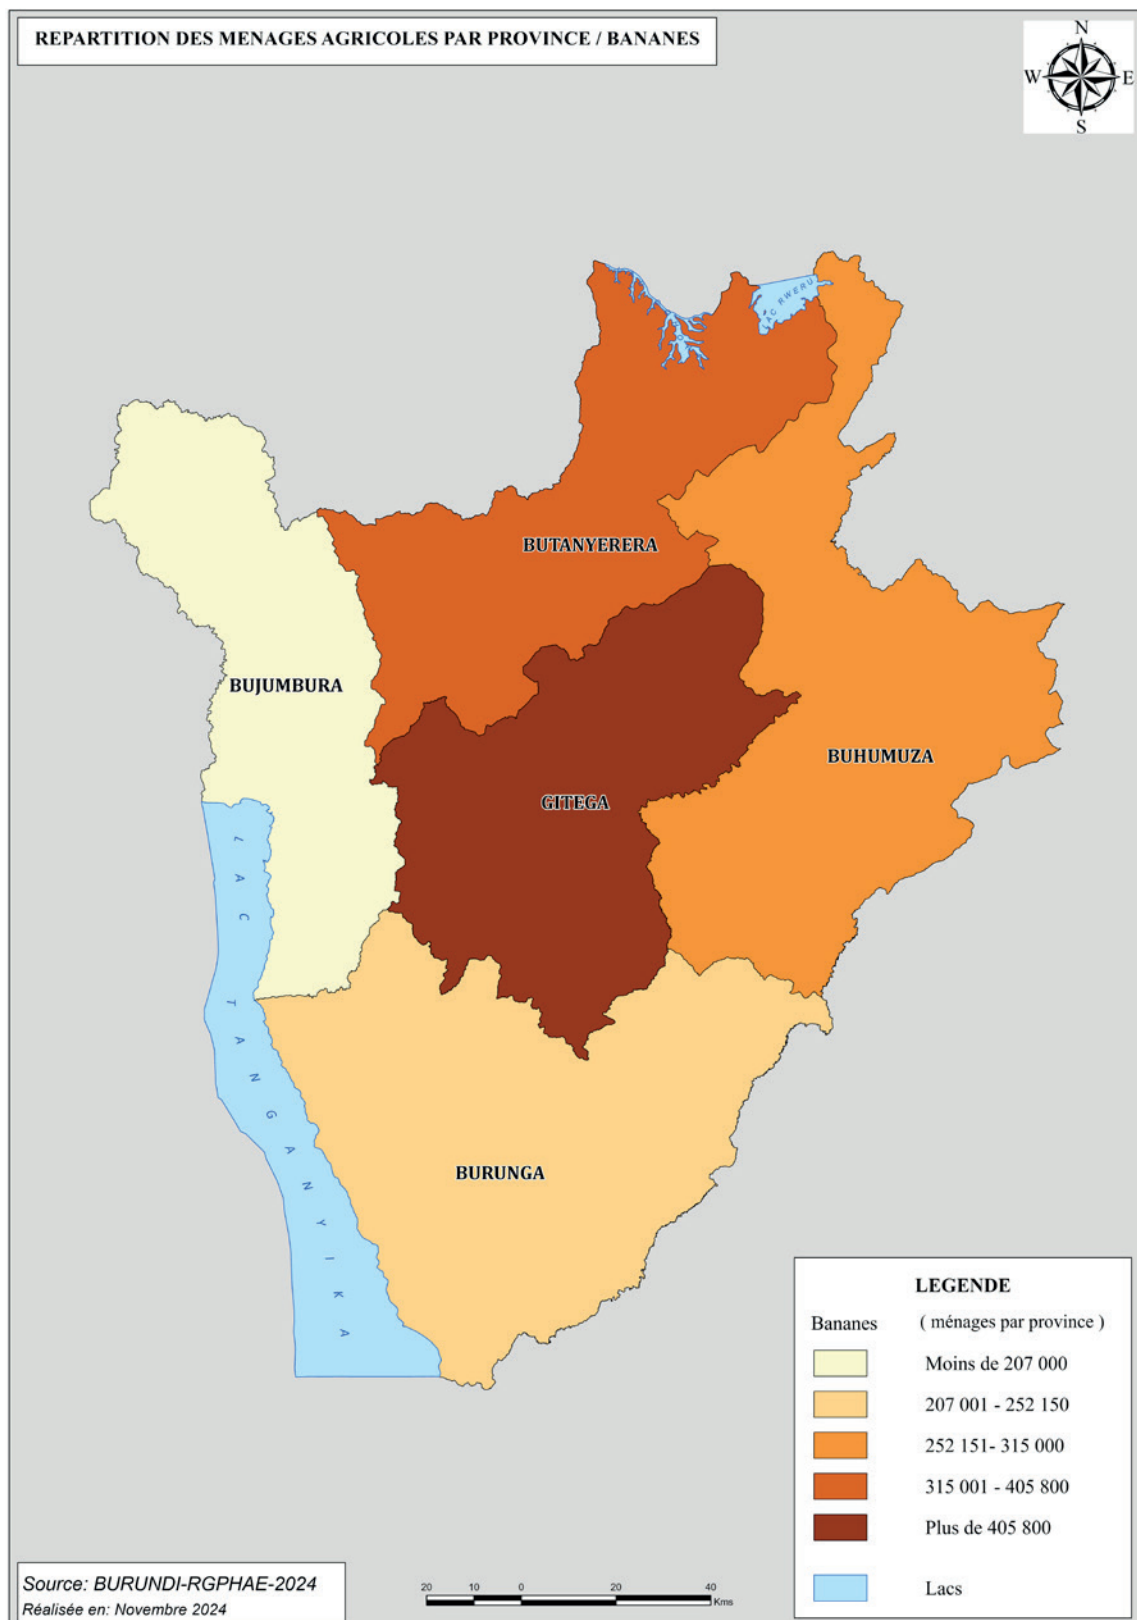 REPARTITION DES MENAGES AGRICOLES PAR PROVINCE / BANANES
N
W
E
S
LAC RWERU
BUTANYERERA
BUJUMBURA
BUHUMUZA
GITEGA
LAC TANGANYIKA
BURUNGA
LEGENDE
Bananes ( ménages par province )
Moins de 207 000
207 001 - 252 150
252 151- 315 000
315 001 - 405 800
Plus de 405 800
Lacs
Source: BURUNDI-RGPHAE-2024
Réalisée en: Novembre 2024
20 10 0 20 40
Kms